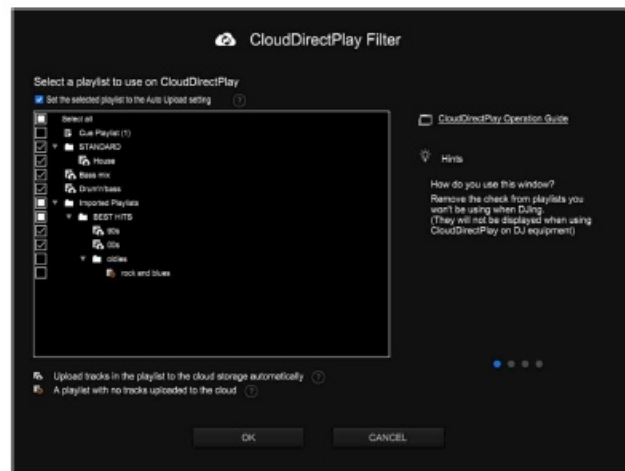 CloudDirectPlay Filter
Select a playlist to use on CloudDirectPlay
Set the selected playlist to the Auto Upload setting ?
Select all
Cue Playlist (1)
STANDARD
House
Bass mix
Drum'n'bass
Imported Playlists
BEST HITS
90s
00s
oldies
rock and blues
CloudDirectPlay Operation Guide
Hints
How do you use this window?
Remove the check from playlists you
won't be using when DJing.
(They will not be displayed when using
CloudDirectPlay on DJ equipment)
Upload tracks in the playlist to the cloud storage automatically ?
A playlist with no tracks uploaded to the cloud ?
OK
CANCEL